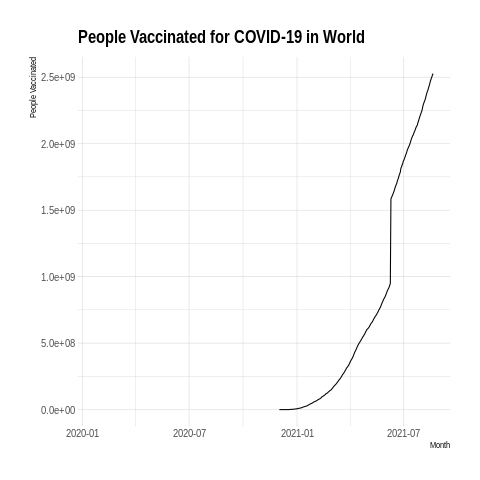 People Vaccinated for COVID-19 in World
People Vaccinated
2.5e+09
2.0e+09
1.5e+09
1.0e+09
5.0e+08
0.0e+00
2020-01 2020-07 2021-01 2021-07
Month